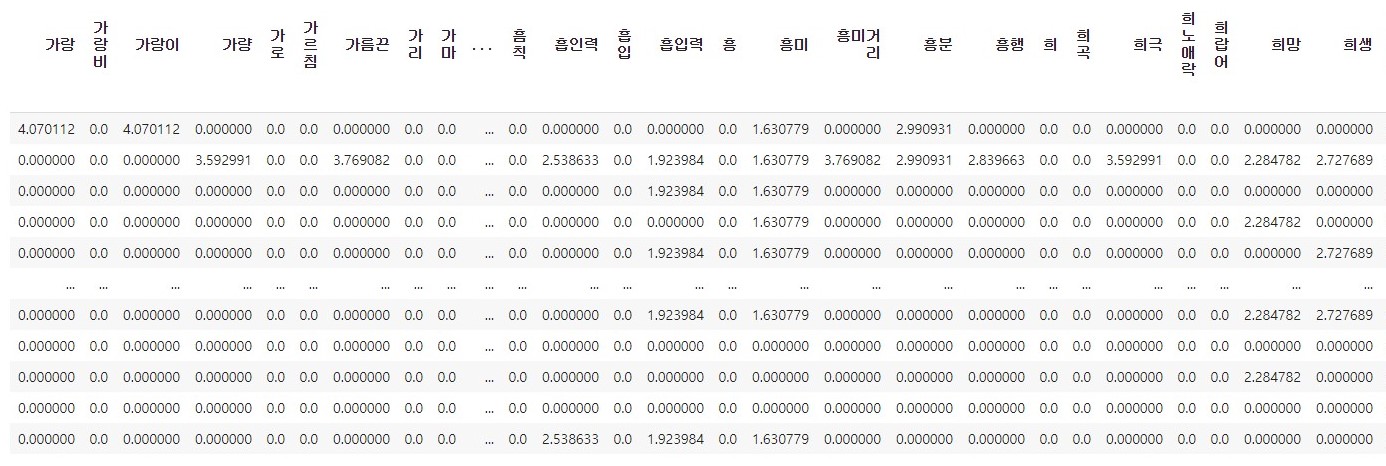 가랑 가랑비 가랑이 가량 가로 가르침 가름끈 가리 가마 ... 흠칙 흡인력 흡입 흡입력 흥 흥미 흥미거리 흥분 흥행 희 희곡 희극 희노애락 희랍어 희망 희생
4.070112 0.0 4.070112 0.000000 0.0 0.0 0.000000 0.0 0.0 ... 0.0 0.000000 0.0 0.000000 0.0 1.630779 0.000000 2.990931 0.000000 0.0 0.0 0.000000 0.0 0.0 0.000000 0.000000
0.000000 0.0 0.000000 3.592991 0.0 0.0 3.769082 0.0 0.0 ... 0.0 2.538633 0.0 1.923984 0.0 1.630779 3.769082 2.990931 2.839663 0.0 0.0 3.592991 0.0 0.0 2.284782 2.727689
0.000000 0.0 0.000000 0.000000 0.0 0.0 0.000000 0.0 0.0 ... 0.0 0.000000 0.0 1.923984 0.0 1.630779 0.000000 0.000000 0.000000 0.0 0.0 0.000000 0.0 0.0 0.000000 0.000000
0.000000 0.0 0.000000 0.000000 0.0 0.0 0.000000 0.0 0.0 ... 0.0 0.000000 0.0 0.000000 0.0 1.630779 0.000000 0.000000 0.000000 0.0 0.0 0.000000 0.0 0.0 2.284782 0.000000
0.000000 0.0 0.000000 0.000000 0.0 0.0 0.000000 0.0 0.0 ... 0.0 0.000000 0.0 1.923984 0.0 1.630779 0.000000 0.000000 0.000000 0.0 0.0 0.000000 0.0 0.0 0.000000 2.727689
... ... ... ... ... ... ... ... ... ... ... ... ... ... ... ... ... ... ... ... ... ... ... ... ... ...
0.000000 0.0 0.000000 0.000000 0.0 0.0 0.000000 0.0 0.0 ... 0.0 0.000000 0.0 1.923984 0.0 1.630779 0.000000 0.000000 0.000000 0.0 0.0 0.000000 0.0 0.0 2.284782 2.727689
0.000000 0.0 0.000000 0.000000 0.0 0.0 0.000000 0.0 0.0 ... 0.0 0.000000 0.0 0.000000 0.0 0.000000 0.000000 0.000000 0.000000 0.0 0.0 0.000000 0.0 0.0 0.000000 0.000000
0.000000 0.0 0.000000 0.000000 0.0 0.0 0.000000 0.0 0.0 ... 0.0 0.000000 0.0 0.000000 0.0 0.000000 0.000000 0.000000 0.000000 0.0 0.0 0.000000 0.0 0.0 2.284782 0.000000
0.000000 0.0 0.000000 0.000000 0.0 0.0 0.000000 0.0 0.0 ... 0.0 0.000000 0.0 0.000000 0.0 0.000000 0.000000 0.000000 0.000000 0.0 0.0 0.000000 0.0 0.0 0.000000 0.000000
0.000000 0.0 0.000000 0.000000 0.0 0.0 0.000000 0.0 0.0 ... 0.0 2.538633 0.0 1.923984 0.0 1.630779 0.000000 0.000000 0.000000 0.0 0.0 0.000000 0.0 0.0 0.000000 0.000000